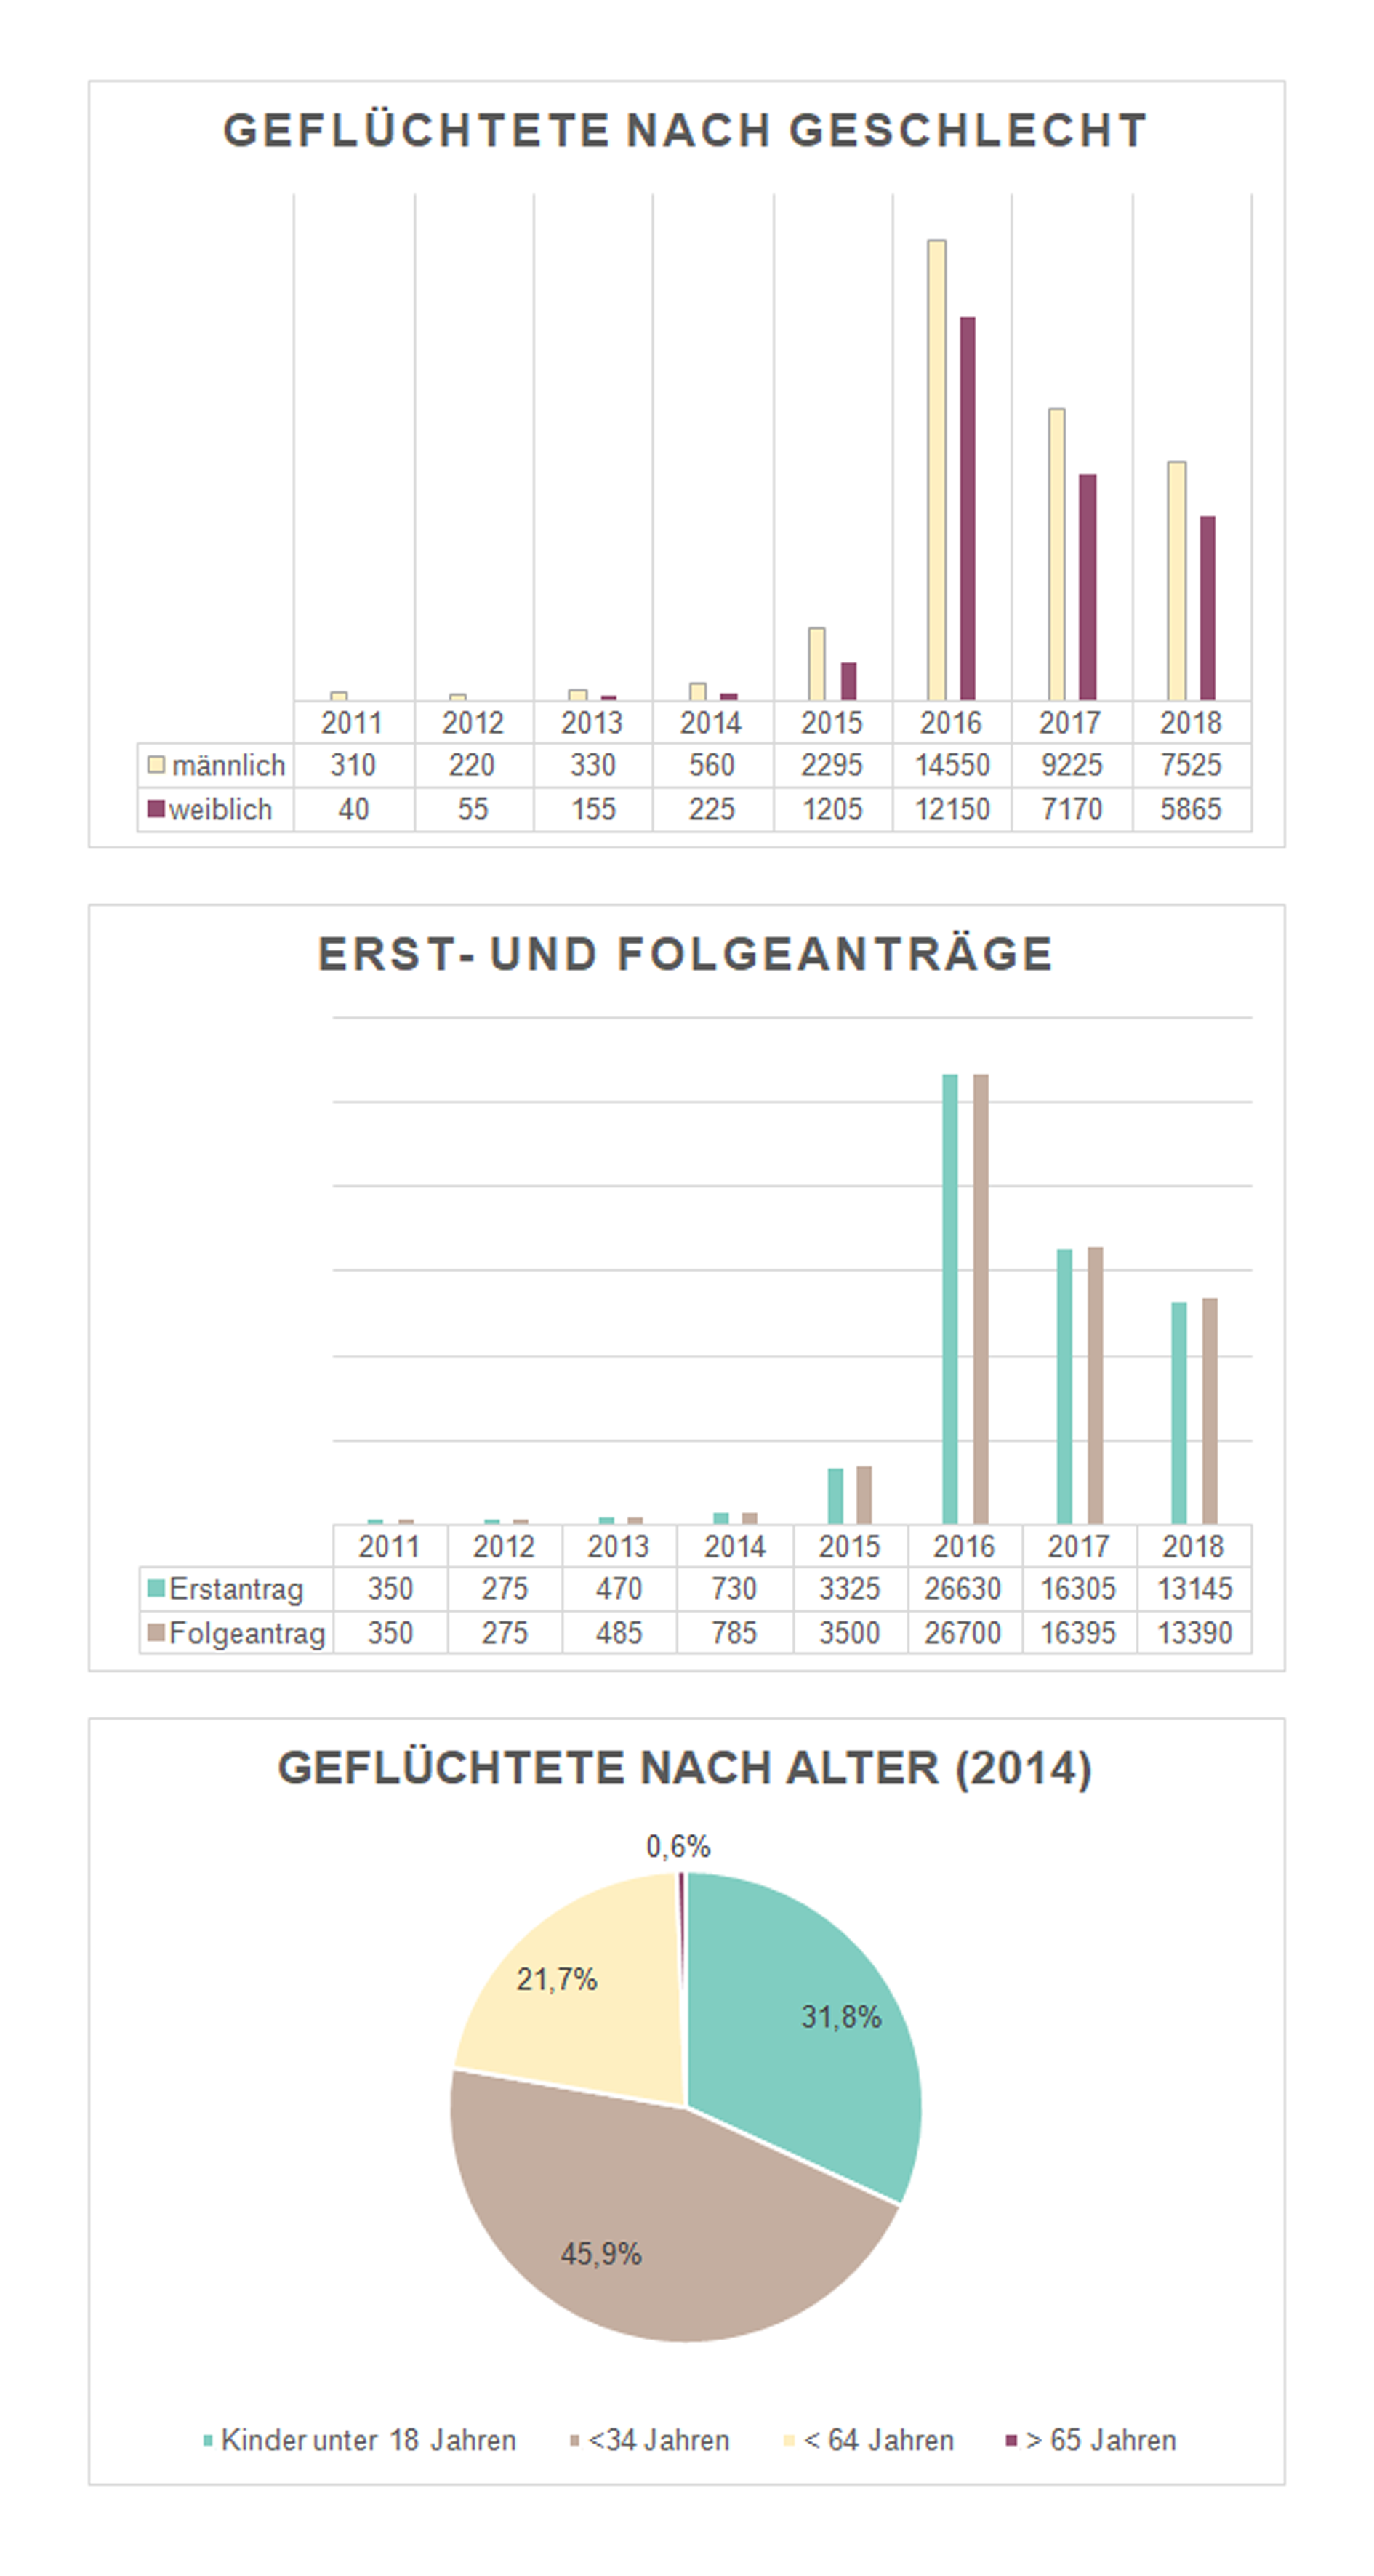 GEFLÜCHTETE NACH GESCHLECHT
2011 2012 2013 2014 2015 2016 2017 2018
männlich 310 220 330 560 2295 14550 9225 7525
weiblich 40 55 155 225 1205 12150 7170 5865
ERST- UND FOLGEANTRÄGE
2011 2012 2013 2014 2015 2016 2017 2018
Erstantrag 350 275 470 730 3325 26630 16305 13145
Folgeantrag 350 275 485 785 3500 26700 16395 13390
GEFLÜCHTETE NACH ALTER (2014)
0,6%
21,7%
31,8%
45,9%
Kinder unter 18 Jahren <34 Jahren < 64 Jahren > 65 Jahren